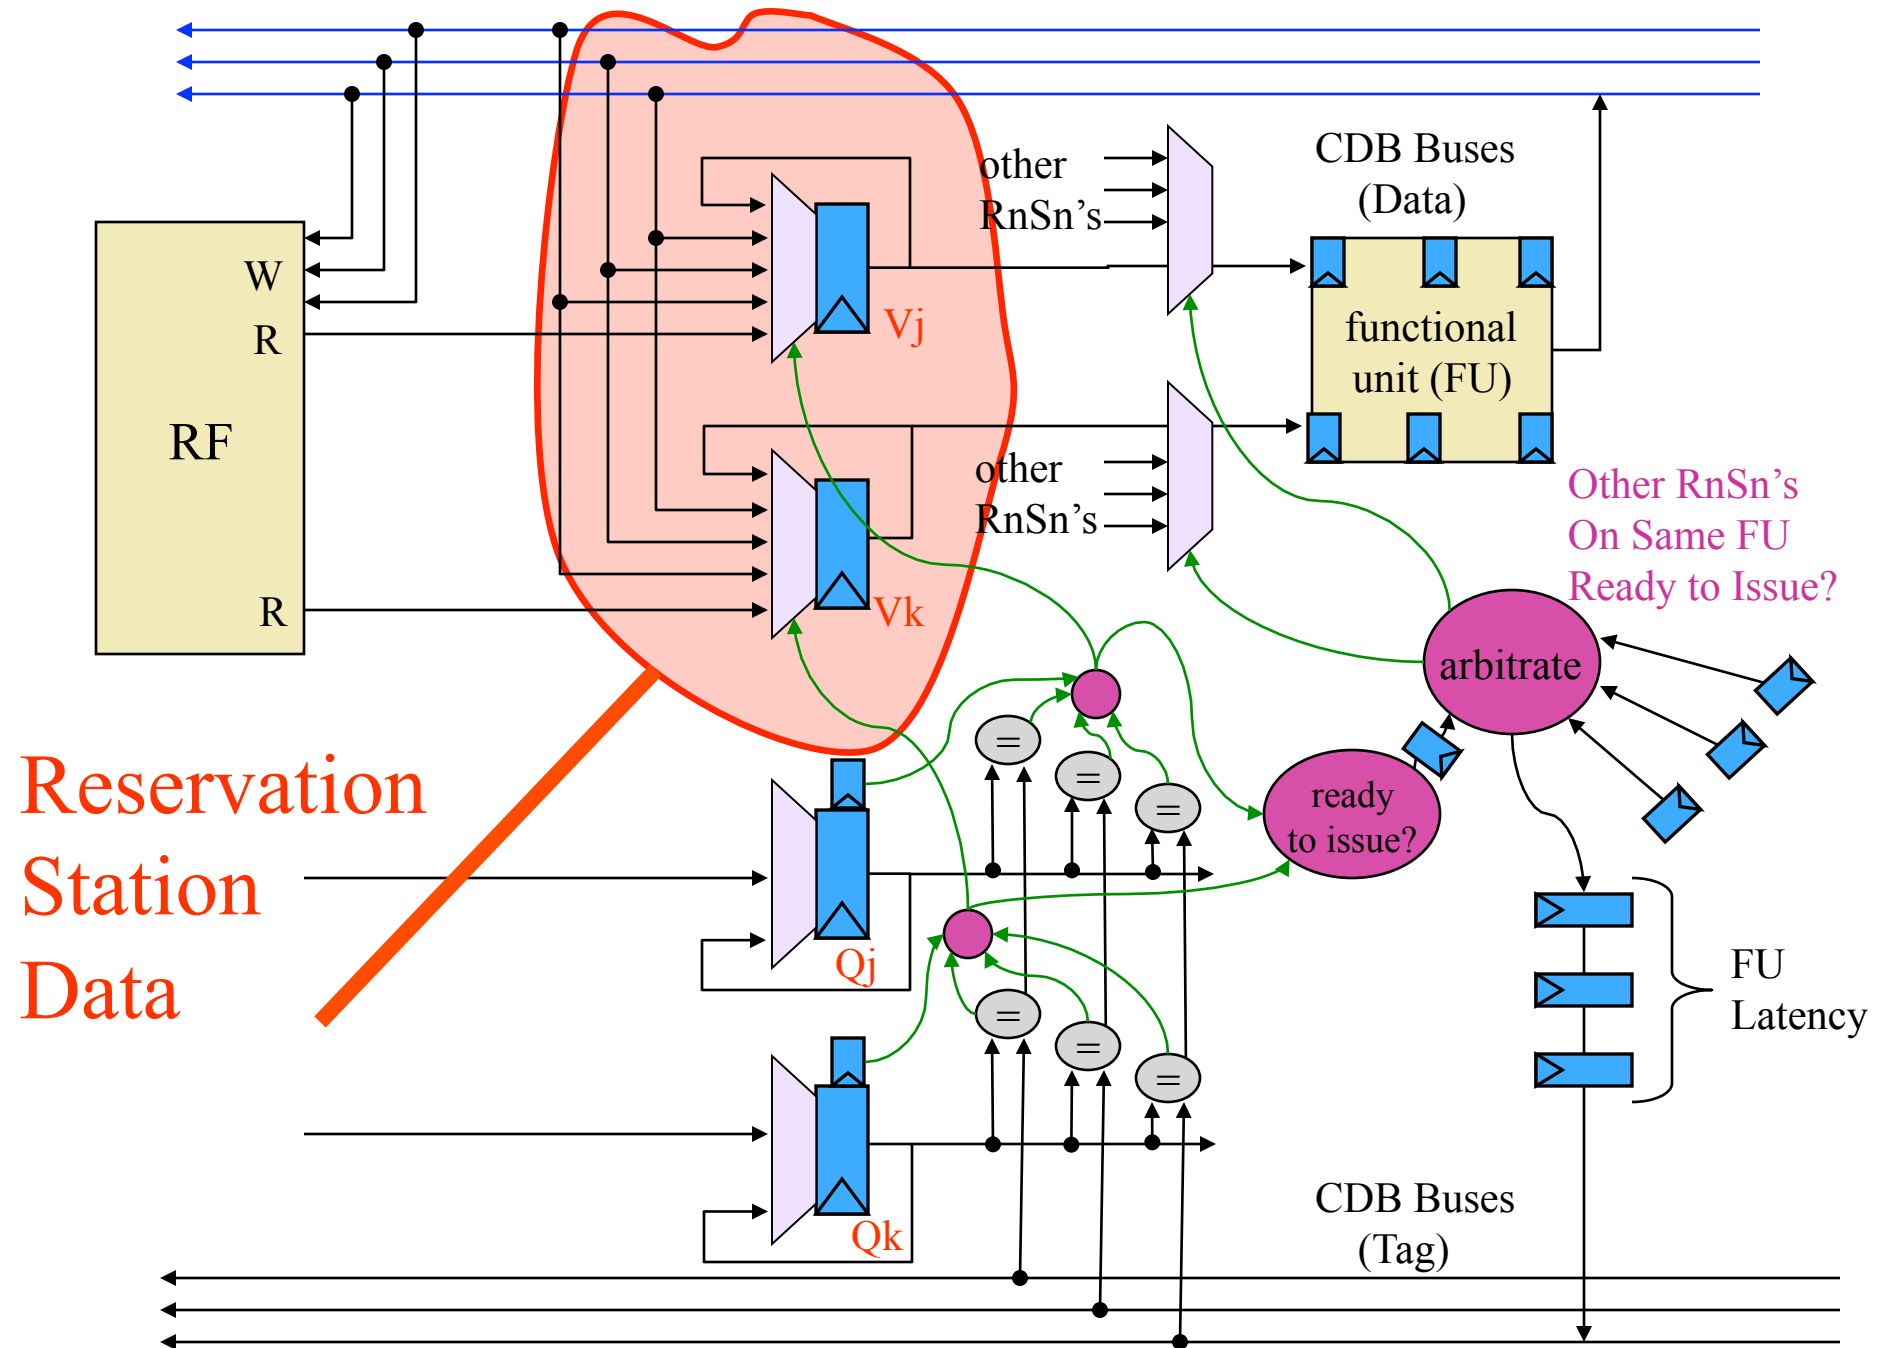 other
RnSn's
CDB Buses
(Data)
W
R
RF
R
Vj
functional
unit (FU)
other
RnSn's
Vk
Other RnSn's
On Same FU
Ready to Issue?
arbitrate
Reservation
Station
Data
=
=
=
ready
to issue?
Qj
=
=
=
FU
Latency
Qk
CDB Buses
(Tag)